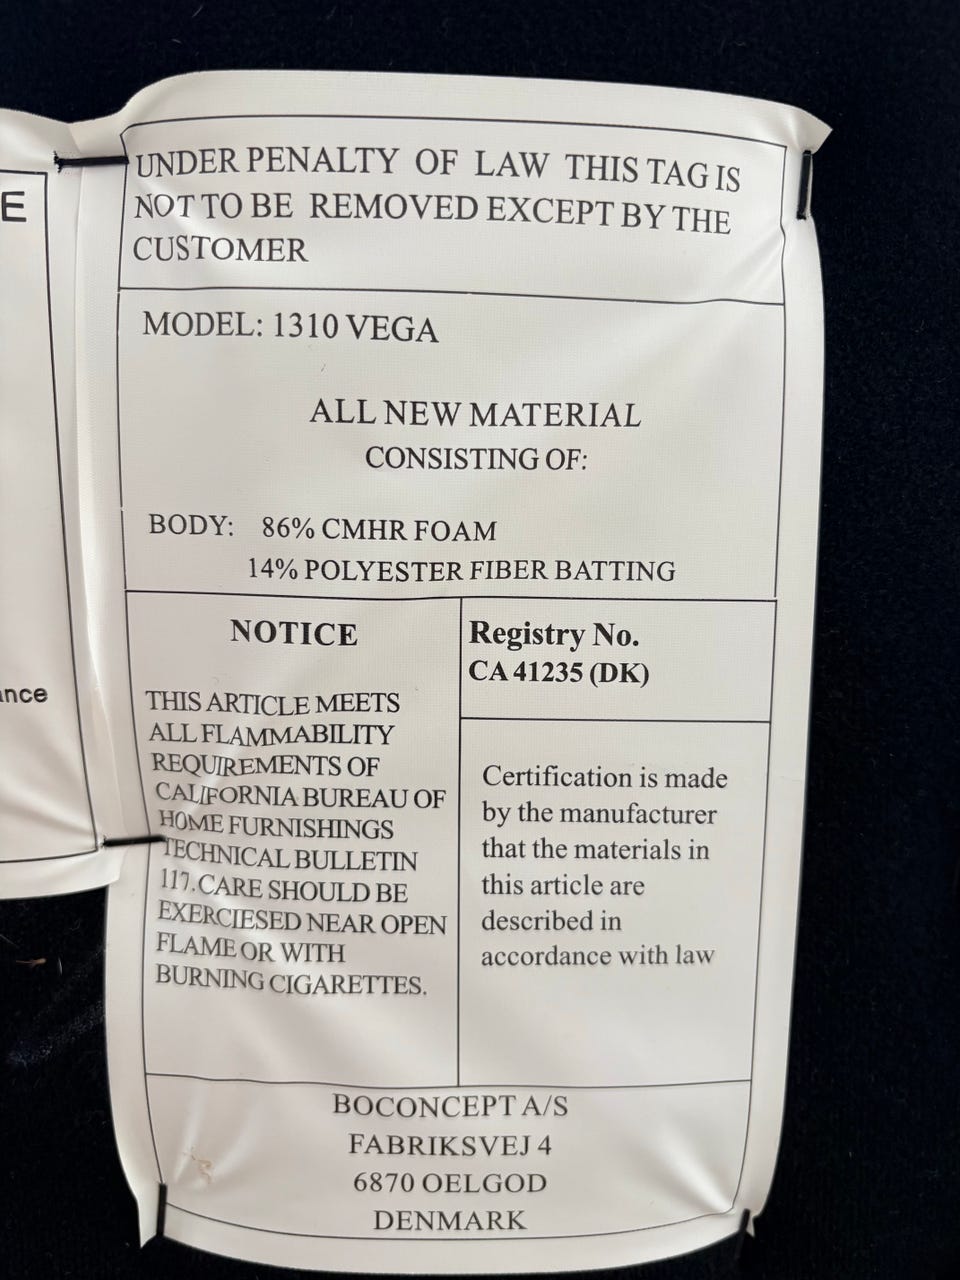 E
ance
UNDER PENALTY OF LAW THIS TAG IS
NOT TO BE REMOVED EXCEPT BY THE
CUSTOMER
MODEL: 1310 VEGA
ALL NEW MATERIAL
CONSISTING OF:
BODY: 86% CMHR FOAM
14% POLYESTER FIBER BATTING
NOTICE
THIS ARTICLE MEETS
ALL FLAMMABILITY
REQUIREMENTS OF
CALIFORNIA BUREAU OF
HOME FURNISHINGS
TECHNICAL BULLETIN
117. CARE SHOULD BE
EXERCIESED NEAR OPEN
FLAME OR WITH
BURNING CIGARETTES.
Registry No.
CA 41235 (DK)
Certification is made
by the manufacturer
that the materials in
this article are
described in
accordance with law
BOCONCEPT A/S
FABRIKSVEJ 4
6870 OELGOD
DENMARK